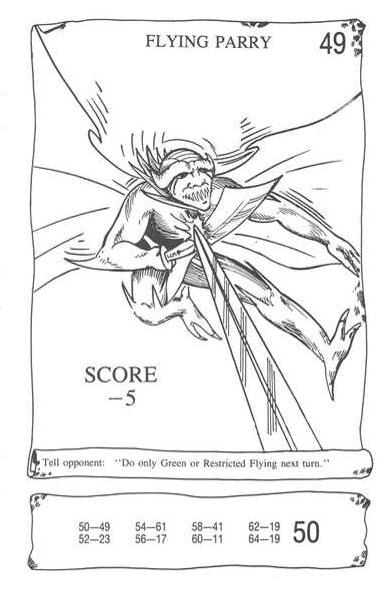 FLYING PARRY 49
SCORE
–5
Tell opponent: "Do only Green or Restricted Flying next turn."
50—49 54—61 58—41 62—19 50
52—23 56—17 60—11 64—19